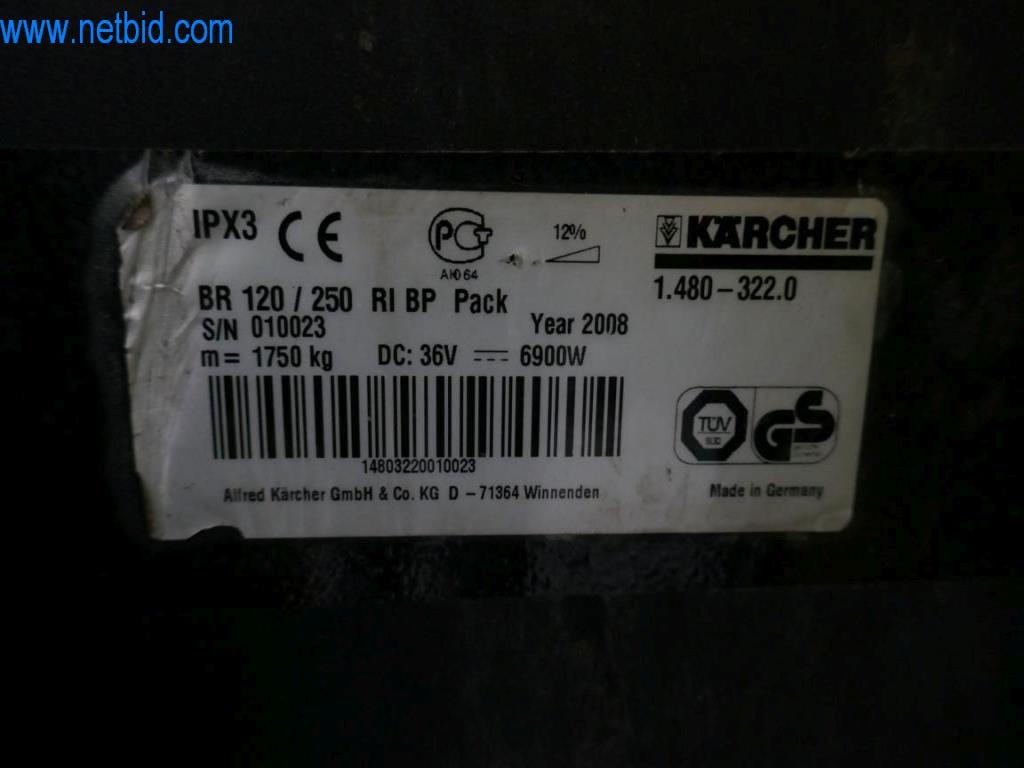 www.netbid.com
IPX3 CE PCT 12% KÄRCHER
АЮ64
1.480-322.0
BR 120 / 250 RI BP Pack
S/N 010023 Year 2008
m = 1750 kg DC: 36V 6900W
TÜV
SÜD
GS
14803220010023
Alfred Kärcher GmbH & Co. KG D - 71364 Winnenden
Made in Germany